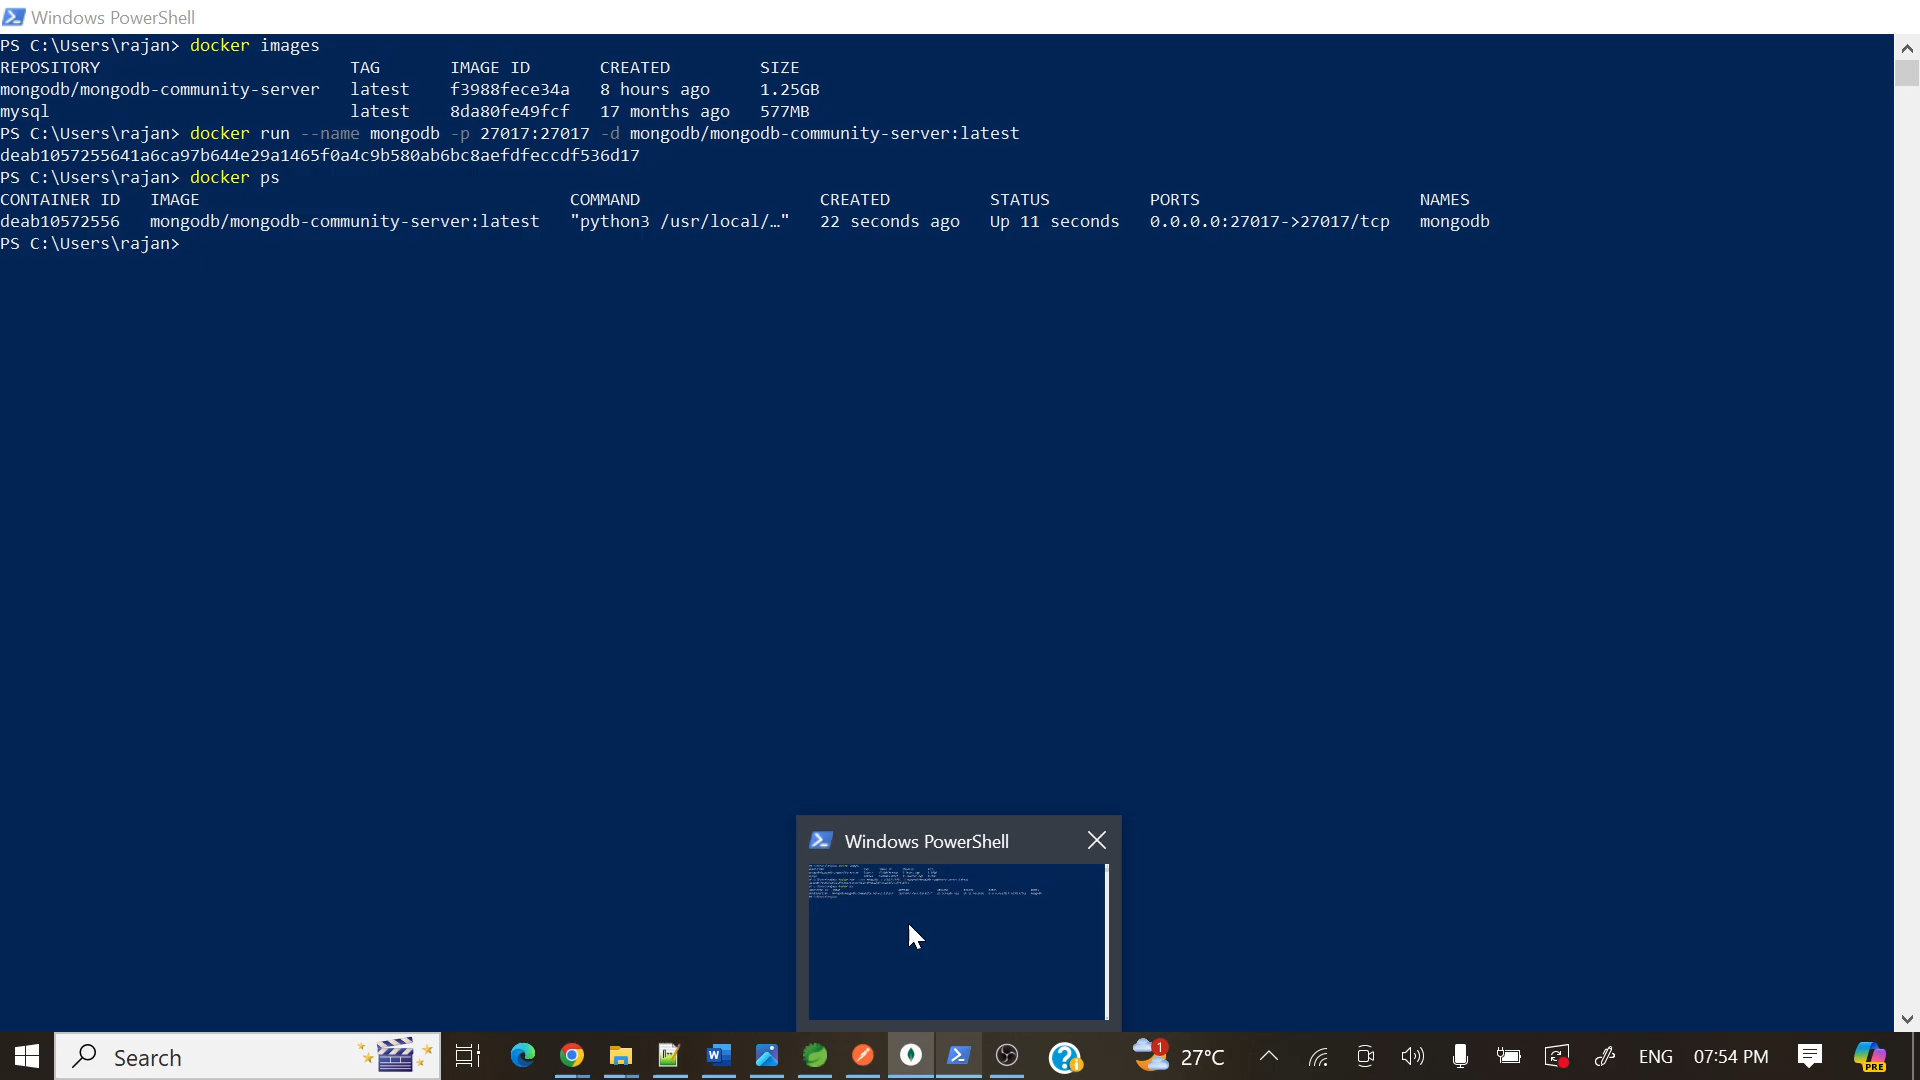 Windows PowerShell
PS C:\Users\rajan> docker images
REPOSITORY TAG IMAGE ID CREATED SIZE
mongodb/mongodb-community-server latest f3988fece34a 8 hours ago 1.25GB
mysql latest 8da80fe49fcf 17 months ago 577MB
PS C:\Users\rajan> docker run --name mongodb -p 27017:27017 -d mongodb/mongodb-community-server:latest
deab1057255641a6ca97b644e29a1465f0a4c9b580ab6bc8aefdfeccdf536d17
PS C:\Users\rajan> docker ps
CONTAINER ID IMAGE COMMAND CREATED STATUS PORTS NAMES
deab10572556 mongodb/mongodb-community-server:latest "python3 /usr/local/…" 22 seconds ago Up 11 seconds 0.0.0.0:27017->27017/tcp mongodb
PS C:\Users\rajan>
Windows PowerShell
Search 1 27°C ENG 07:54 PM PRE